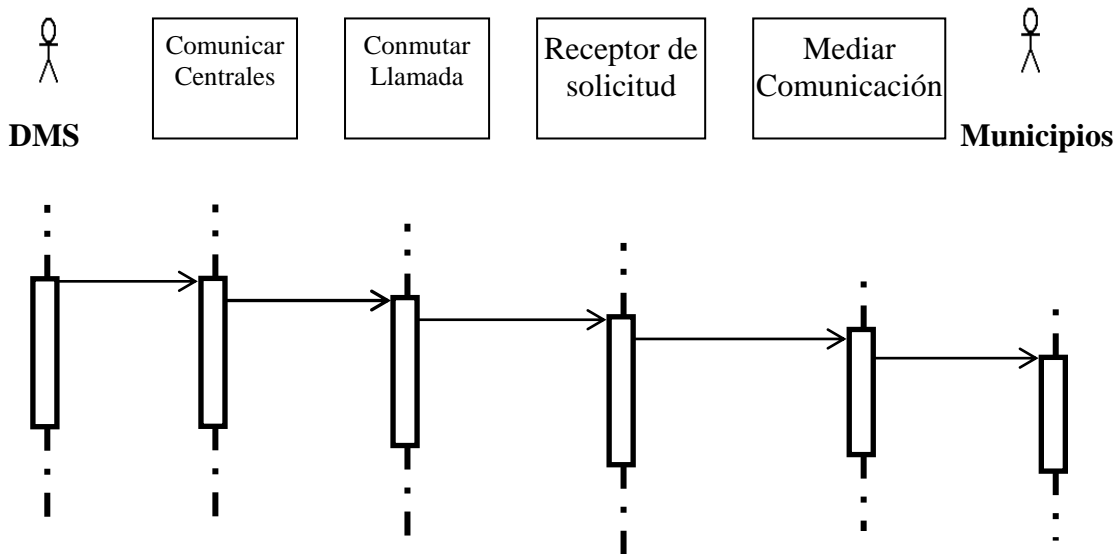 Comunicar
Centrales
Conmutar
Llamada
Receptor de
solicitud
Mediar
Comunicación
DMS
Municipios